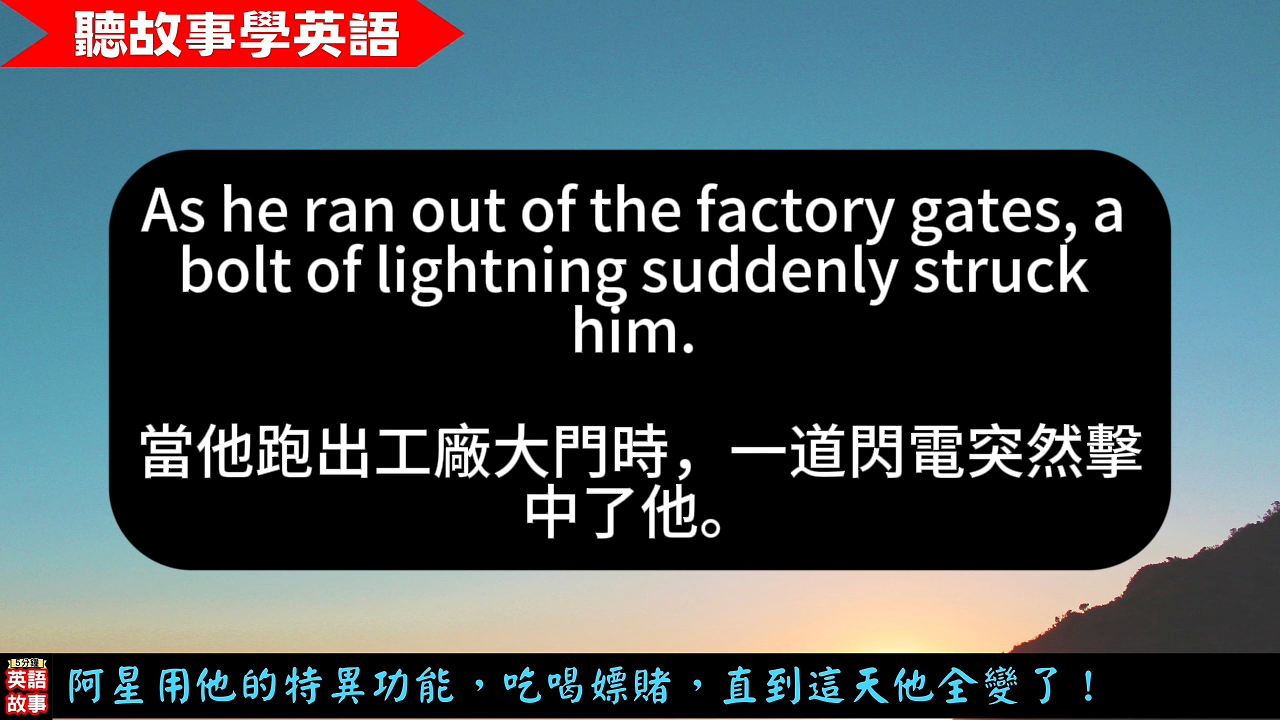 聽故事學英語
As he ran out of the factory gates, a
bolt of lightning suddenly struck
him.
當他跑出工廠大門時，一道閃電突然擊
中了他。
5分鐘
英語
故事
阿星用他的特異功能，吃喝嫖賭，直到這天他全變了！